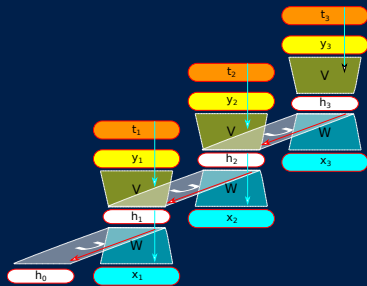 t₃
y₃
V
h₃
W
x₃
t₂
y₂
V
h₂
W
x₂
t₁
y₁
V
h₁
W
x₁
h₀